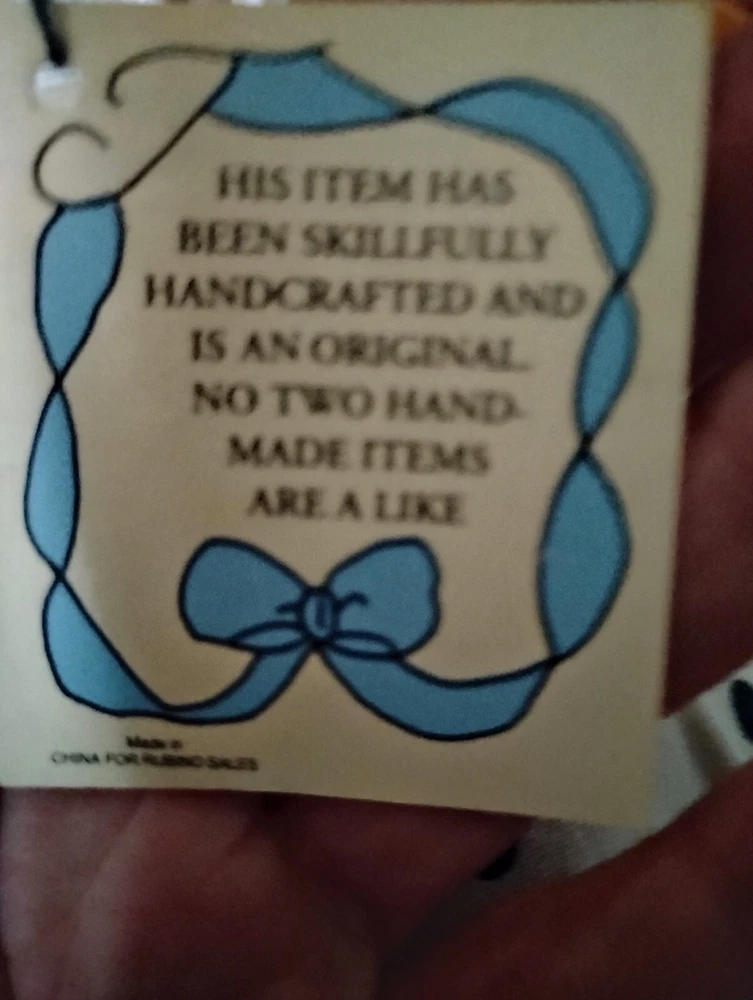 THIS ITEM HAS
BEEN SKILLFULLY
HANDCRAFTED AND
IS AN ORIGINAL.
NO TWO HAND-
MADE ITEMS
ARE A LIKE
Made in
CHINA FOR RUBINO SALES